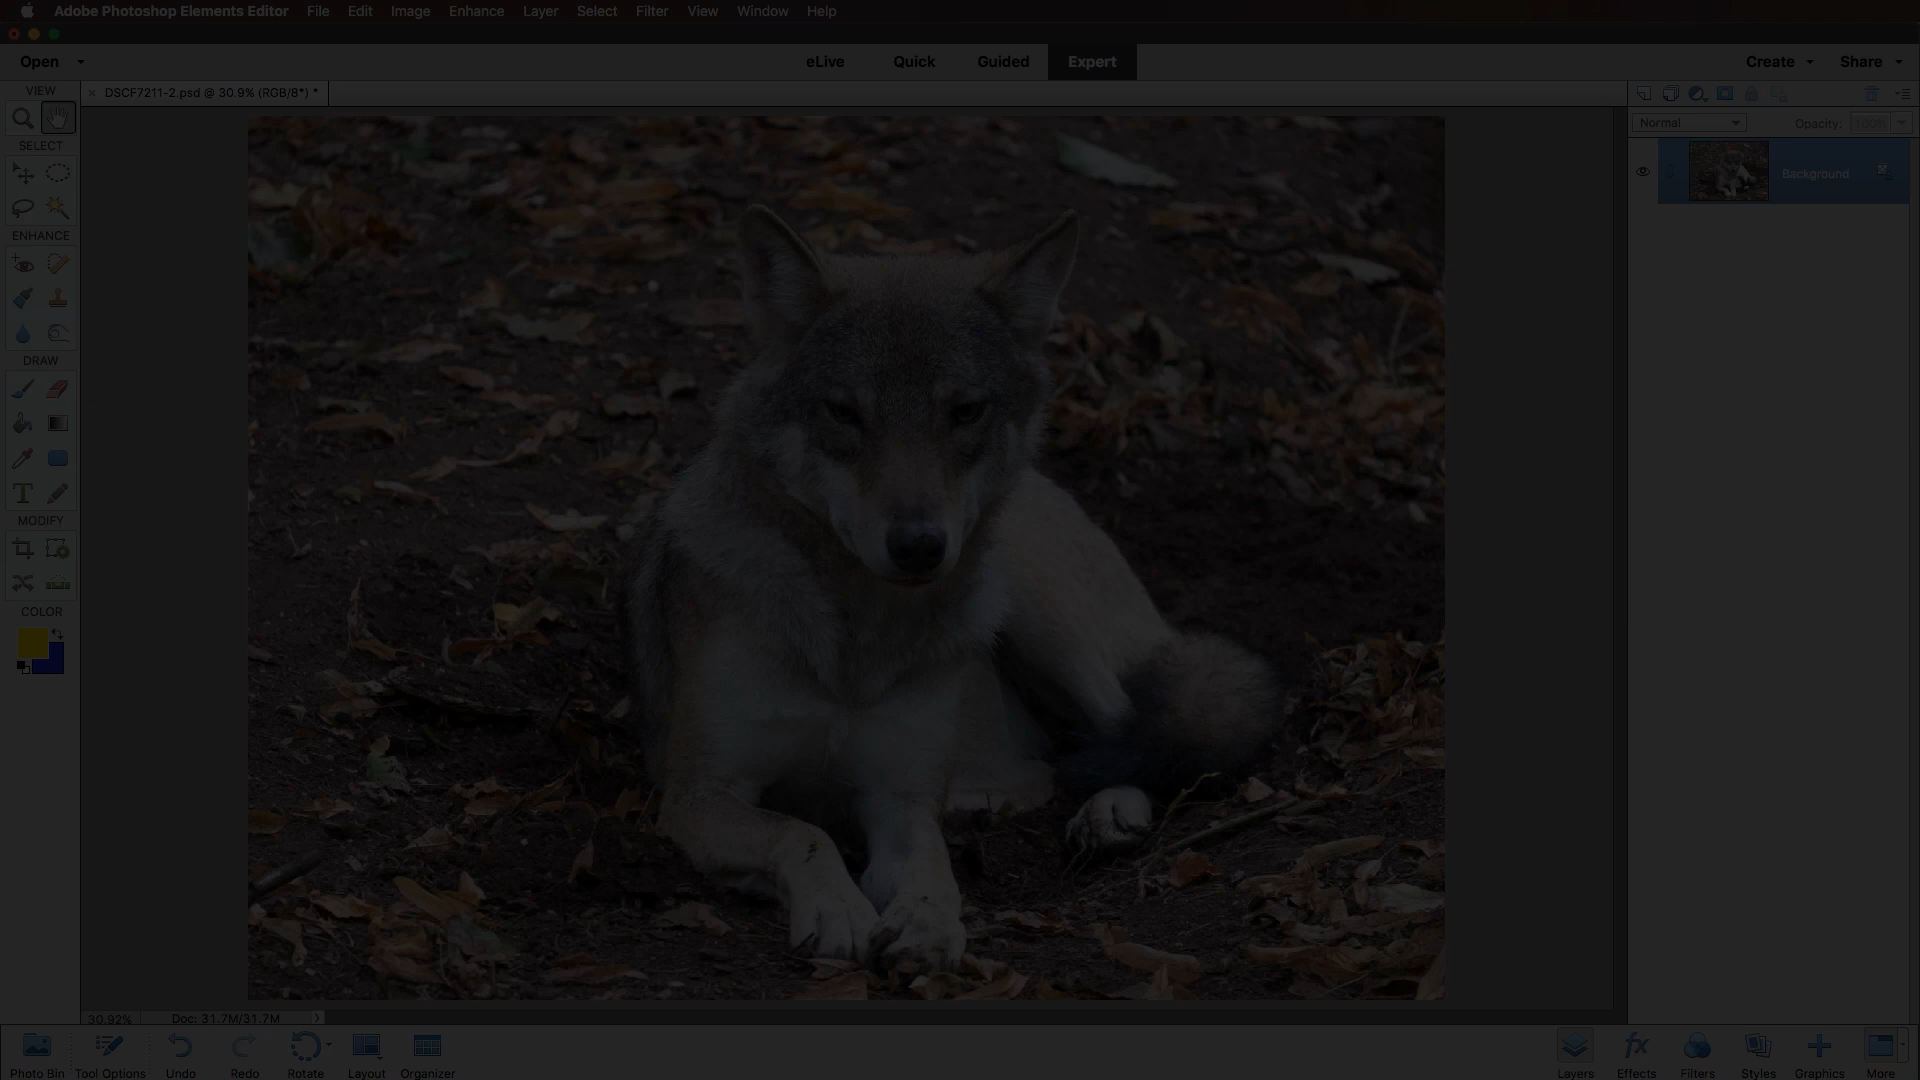 Adobe Photoshop Elements Editor File Edit Image Enhance Layer Select Filter View Window Help
Open eLive Quick Guided Expert Create Share
VIEW
DSCF7211-2.psd @ 30.9% (RGB/8*) *
Normal Opacity: 100%
SELECT
Background
ENHANCE
DRAW
T
MODIFY
COLOR
30.92% Doc: 31.7M/31.7M
fx
Photo Bin Tool Options Undo Redo Rotate Layout Organizer Layers Effects Filters Styles Graphics More